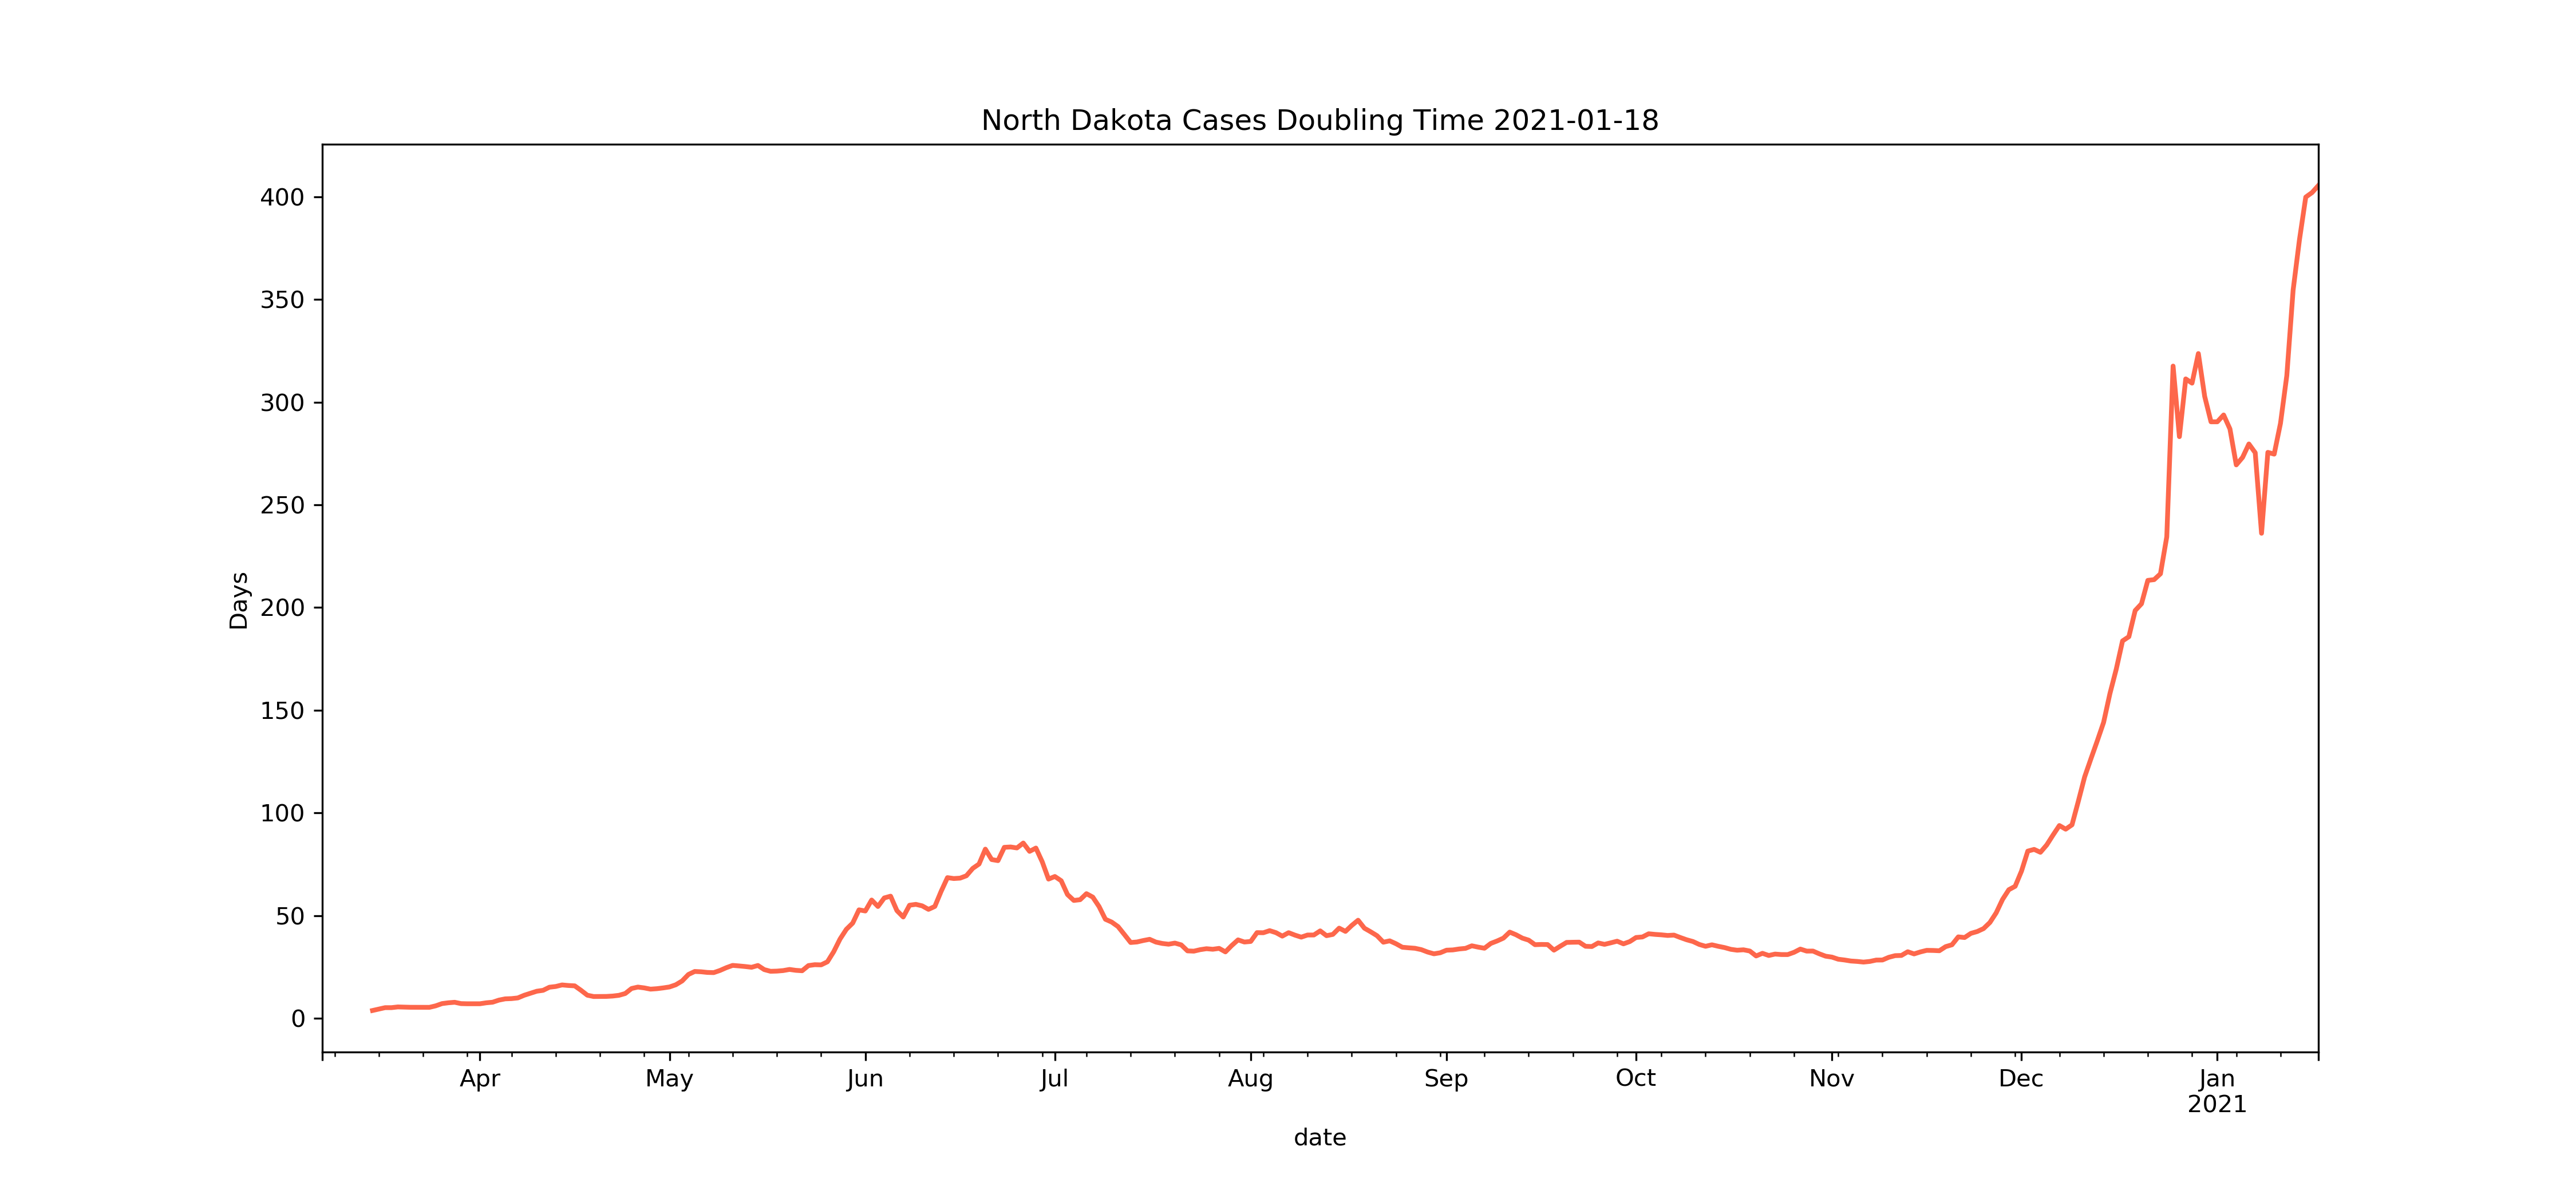 North Dakota Cases Doubling Time 2021-01-18
400
350
300
250
200
150
100
50
0
Days
Apr May Jun Jul Aug Sep Oct Nov Dec Jan
2021
date